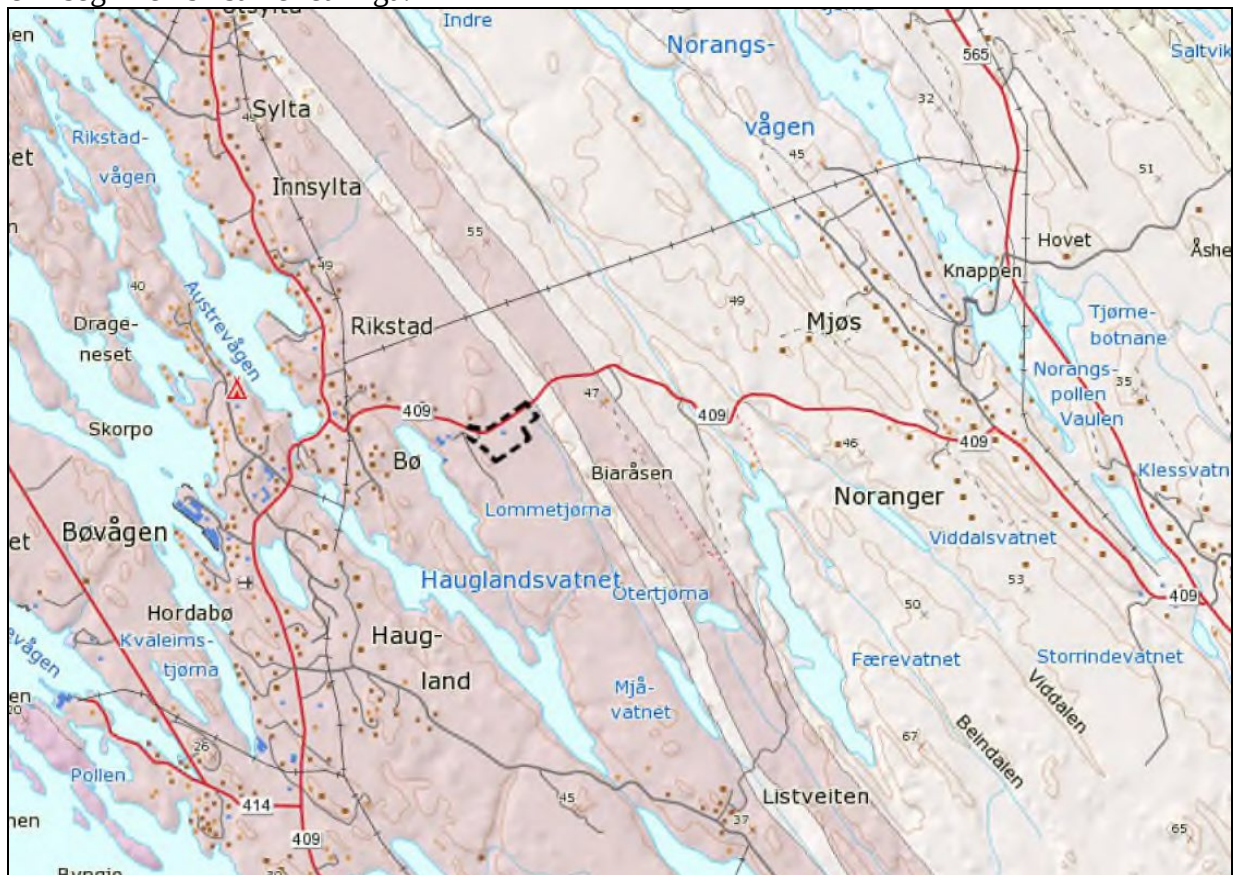 Indre
Norangs-
vågen
565
Saltvik
32
Sylta
49
Rikstad-
vågen
Innsylta
45
51
55
Hovet
Åshe
Knappen
49
40
Austrevågen
Rikstad
49
Mjøs
Tjørne-
botnane
Drage-
neset
Norangs-
pollen
Vaulen
35
47
409
409
409
Skorpo
Bø
46
Biaråsen
Noranger
Klessvatn
Lommetjørna
Bøvågen
Viddalsvatnet
Hauglandsvatnet
Otertjørna
53
409
50
Hordabø
Kvaleims-
tjørna
Haug-
land
Færevatnet
Storrindevatnet
Mjå-
vatnet
Viddalen
26
67
Beindalen
Pollen
414
45
Listveiten
409
37
65